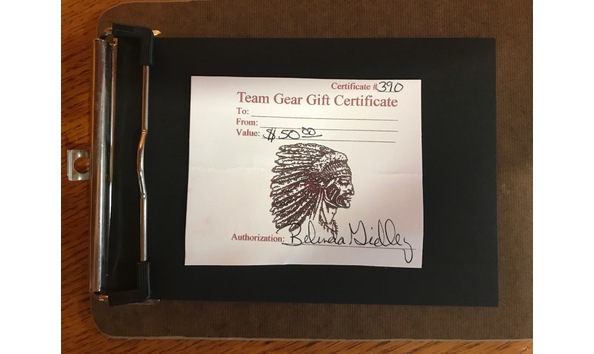 Certificate #390
Team Gear Gift Certificate
To:
From:
Value: $50.00
Authorization: Belinda Gidley